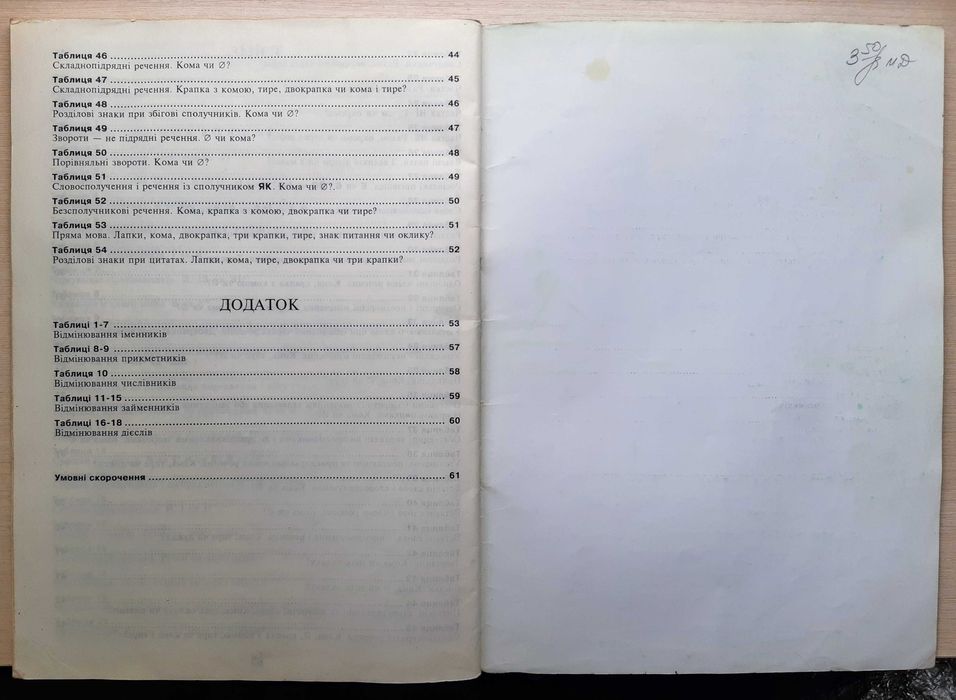 Таблиця 46 ........ 44
Складнопідрядні речення. Кома чи ∅?
Таблиця 47 ........ 45
Складнопідрядні речення. Крапка з комою, тире, двокрапка чи кома і тире?
Таблиця 48 ........ 46
Розділові знаки при збігові сполучників. Кома чи ∅?
Таблиця 49 ........ 47
Звороти — не підрядні речення. ∅ чи кома?
Таблиця 50 ........ 48
Порівняльні звороти. Кома чи ∅?
Таблиця 51 ........ 49
Словосполучення і речення із сполучником ЯК. Кома чи ∅?.
Таблиця 52 ........ 50
Безсполучникові речення. Кома, крапка з комою, двокрапка чи тире?
Таблиця 53 ........ 51
Пряма мова. Лапки, кома, двокрапка, три крапки, тире, знак питання чи оклику?
Таблиця 54 ........ 52
Розділові знаки при цитатах. Лапки, кома, тире, двокрапка чи три крапки?
ДОДАТОК
Таблиці 1-7 ........ 53
Відмінювання іменників
Таблиці 8-9 ........ 57
Відмінювання прикметників
Таблиця 10 ........ 58
Відмінювання числівників
Таблиці 11-15 ........ 59
Відмінювання займенників
Таблиці 16-18 ........ 60
Відмінювання дієслів
Умовні скорочення ........ 61
3 50